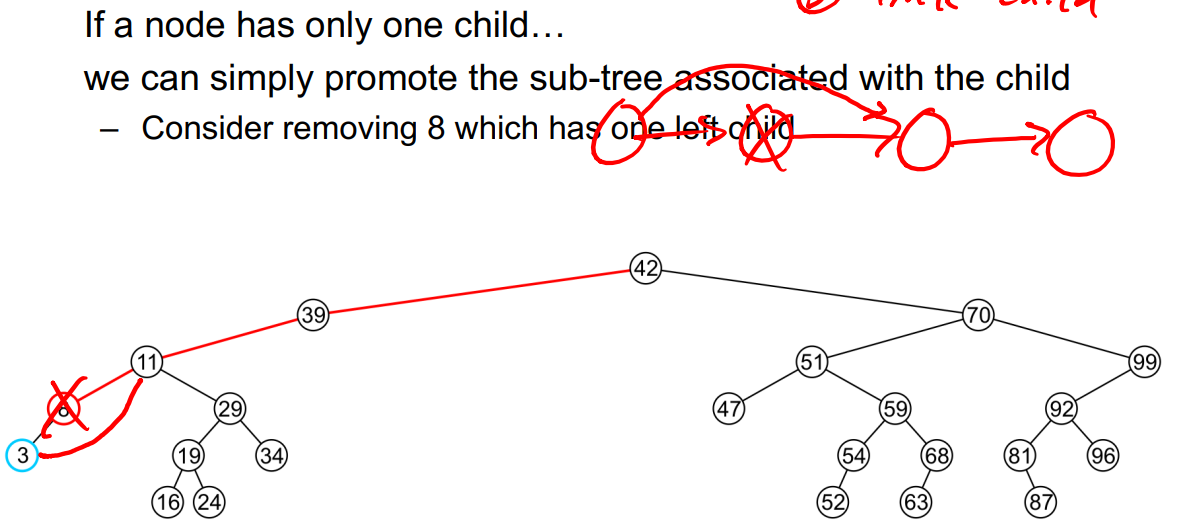 If a node has only one child…
we can simply promote the sub-tree associated with the child
– Consider removing 8 which has one left child
42
39 70
11 51 99
8 29 47 59 92
3 19 34 54 68 81 96
16 24 52 63 87